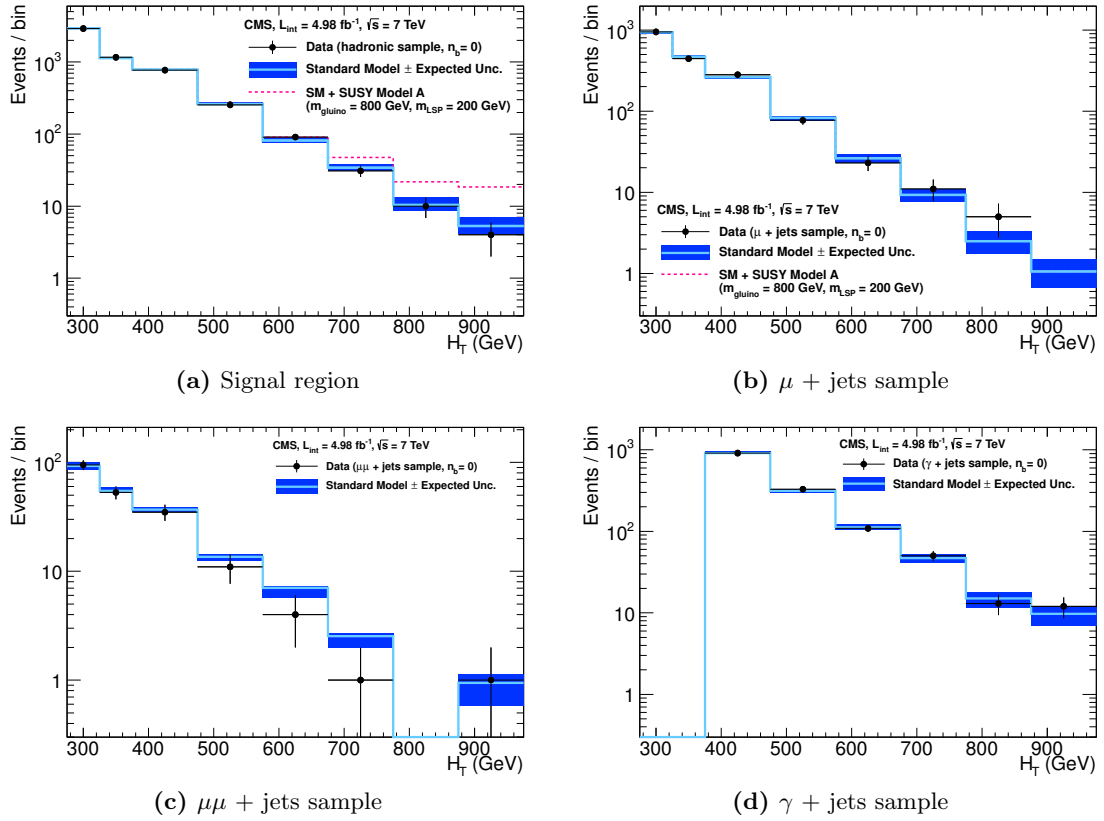 CMS, L_int = 4.98 fb⁻¹, √s = 7 TeV
Data (hadronic sample, n_b = 0)
Standard Model ± Expected Unc.
SM + SUSY Model A
(m_gluino = 800 GeV, m_LSP = 200 GeV)
Events / bin
10³
10²
10
1
300 400 500 600 700 800 900
H_T (GeV)
(a) Signal region
CMS, L_int = 4.98 fb⁻¹, √s = 7 TeV
Data (μ + jets sample, n_b = 0)
Standard Model ± Expected Unc.
SM + SUSY Model A
(m_gluino = 800 GeV, m_LSP = 200 GeV)
Events / bin
10³
10²
10
1
300 400 500 600 700 800 900
H_T (GeV)
(b) μ + jets sample
CMS, L_int = 4.98 fb⁻¹, √s = 7 TeV
Data (μμ + jets sample, n_b = 0)
Standard Model ± Expected Unc.
Events / bin
10²
10
1
300 400 500 600 700 800 900
H_T (GeV)
(c) μμ + jets sample
CMS, L_int = 4.98 fb⁻¹, √s = 7 TeV
Data (γ + jets sample, n_b = 0)
Standard Model ± Expected Unc.
Events / bin
10³
10²
10
1
300 400 500 600 700 800 900
H_T (GeV)
(d) γ + jets sample